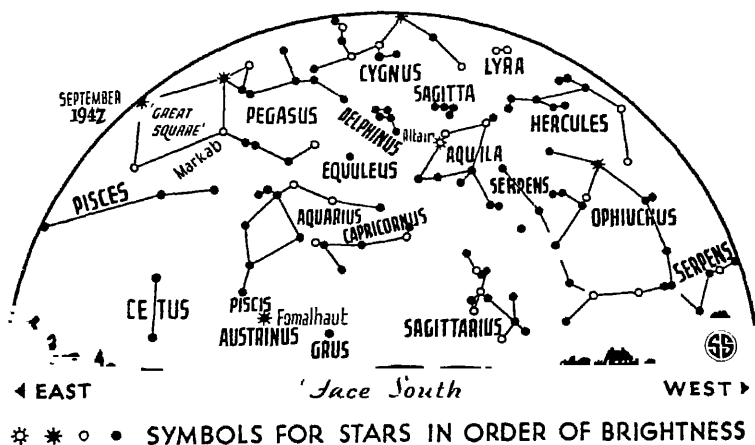 CYGNUS
LYRA
SEPTEMBER
1947
'GREAT
SQUARE'
PEGASUS
SAGITTA
DELPHINUS
HERCULES
Altair
Markab
AQUILA
EQUULEUS
SERPENS
PISCES
AQUARIUS
CAPRICORNUS
OPHIUCHUS
SERPENS
CETUS
PISCIS
AUSTRINUS
Fomalhaut
GRUS
SAGITTARIUS
SS
EAST
'Face South
WEST
SYMBOLS FOR STARS IN ORDER OF BRIGHTNESS